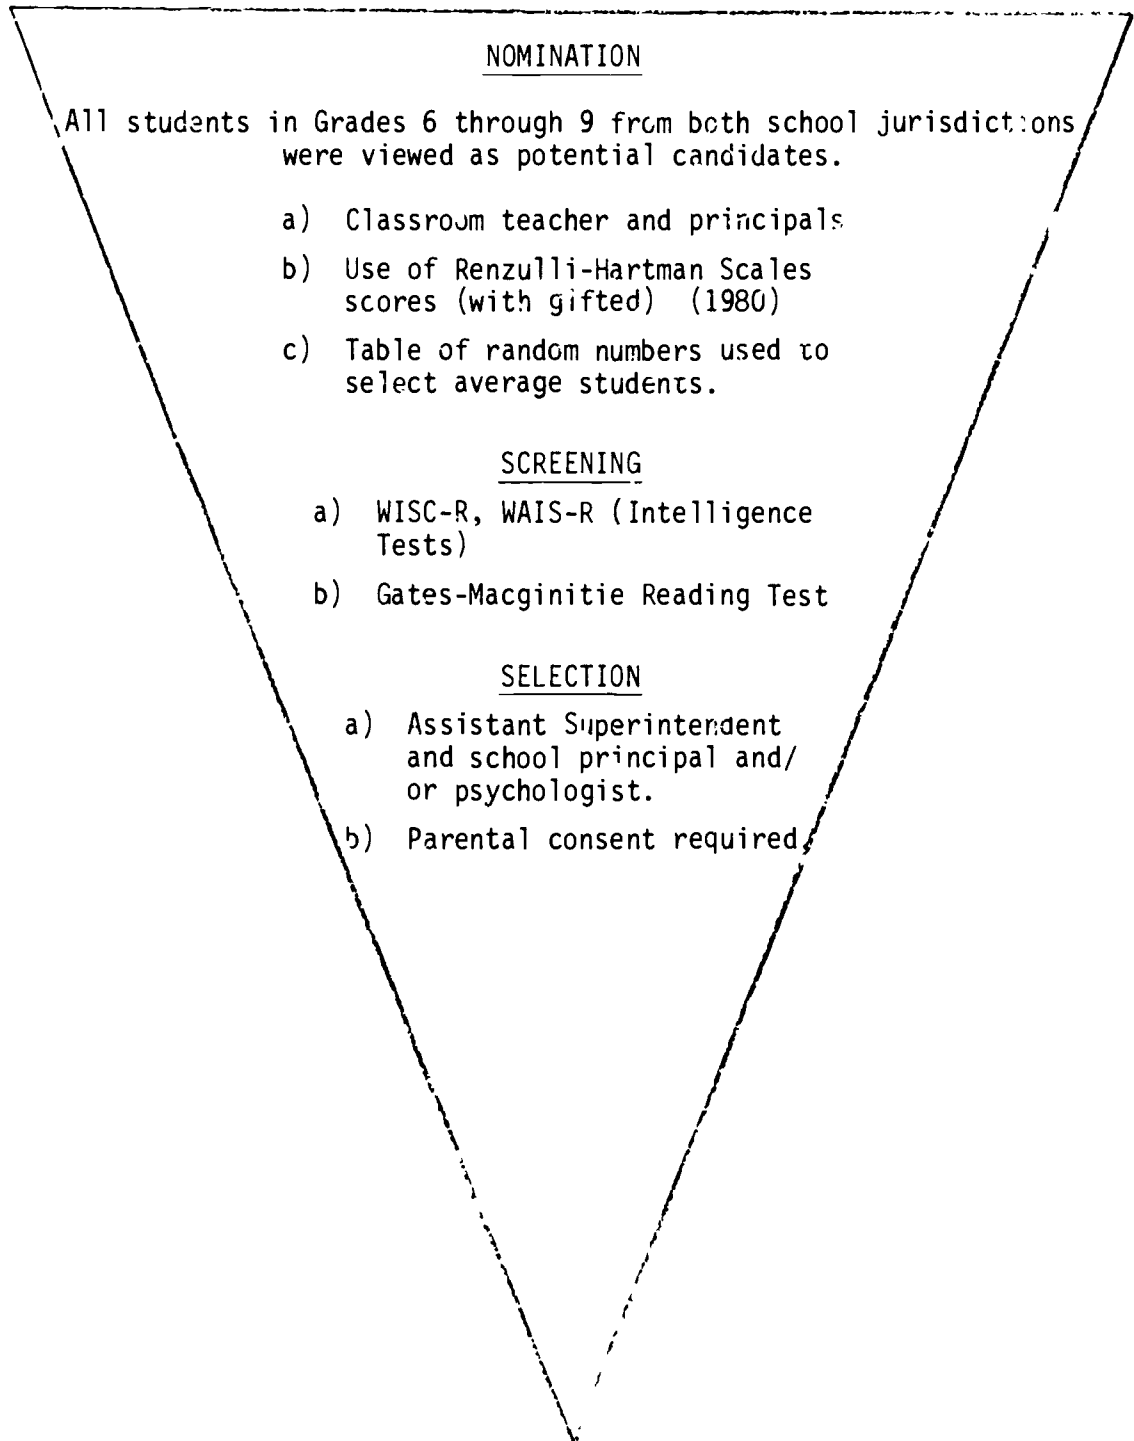 NOMINATION
All students in Grades 6 through 9 from both school jurisdictions
were viewed as potential candidates.
a) Classroom teacher and principals
b) Use of Renzulli-Hartman Scales
scores (with gifted) (1980)
c) Table of random numbers used to
select average students.
SCREENING
a) WISC-R, WAIS-R (Intelligence
Tests)
b) Gates-Macginitie Reading Test
SELECTION
a) Assistant Superintendent
and school principal and/
or psychologist.
b) Parental consent required.